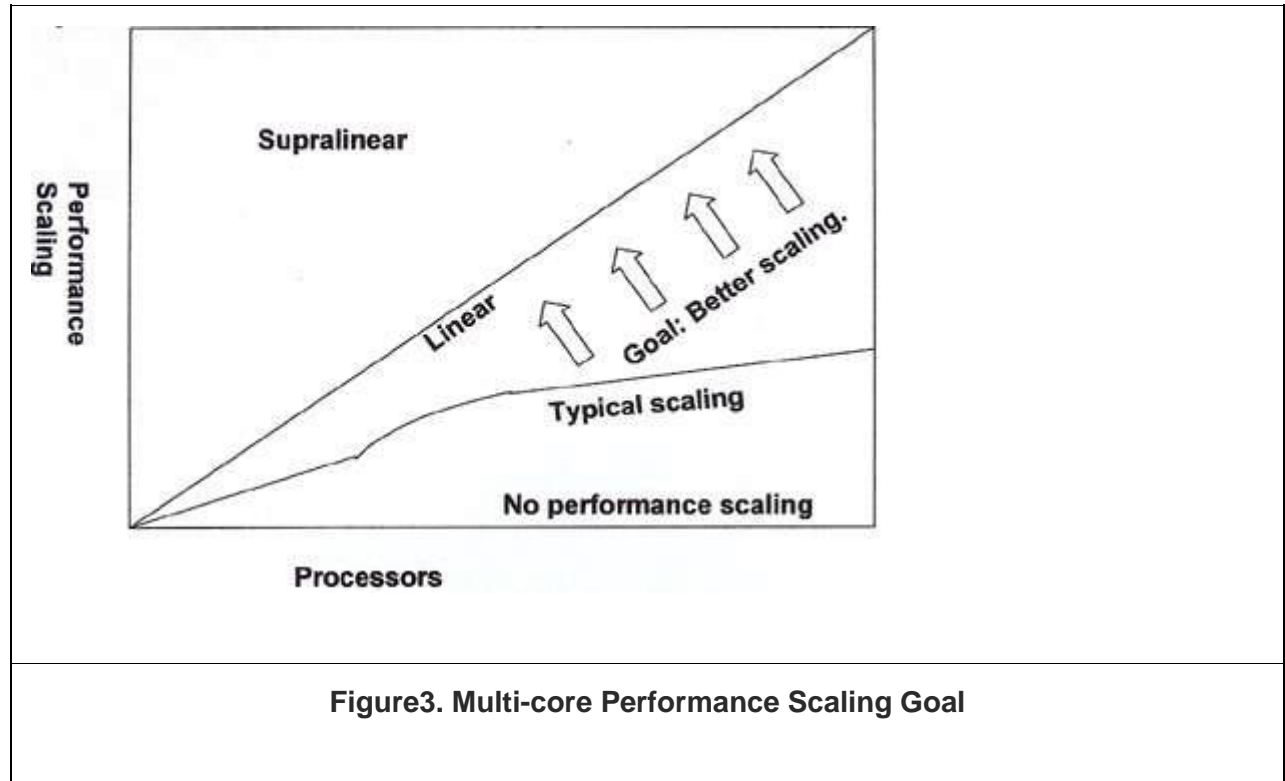 Supralinear
Performance
Scaling
Linear
Goal: Better scaling.
Typical scaling
No performance scaling
Processors
Figure3. Multi-core Performance Scaling Goal